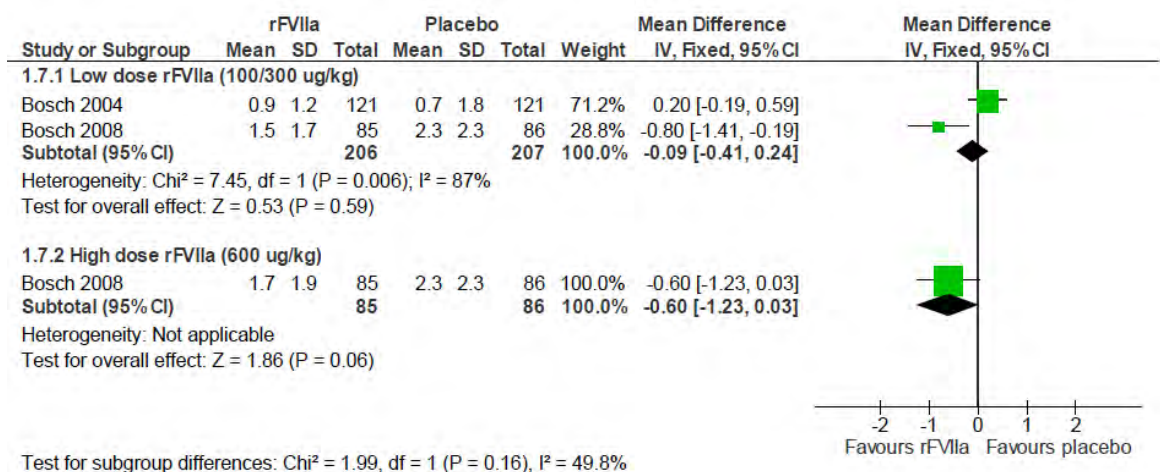 rFVIIa Placebo Mean Difference Mean Difference
Study or Subgroup Mean SD Total Mean SD Total Weight IV, Fixed, 95% CI IV, Fixed, 95% CI
1.7.1 Low dose rFVIIa (100/300 ug/kg)
Bosch 2004 0.9 1.2 121 0.7 1.8 121 71.2% 0.20 [-0.19, 0.59]
Bosch 2008 1.5 1.7 85 2.3 2.3 86 28.8% -0.80 [-1.41, -0.19]
Subtotal (95% CI) 206 207 100.0% -0.09 [-0.41, 0.24]
Heterogeneity: Chi² = 7.45, df = 1 (P = 0.006); I² = 87%
Test for overall effect: Z = 0.53 (P = 0.59)
1.7.2 High dose rFVIIa (600 ug/kg)
Bosch 2008 1.7 1.9 85 2.3 2.3 86 100.0% -0.60 [-1.23, 0.03]
Subtotal (95% CI) 85 86 100.0% -0.60 [-1.23, 0.03]
Heterogeneity: Not applicable
Test for overall effect: Z = 1.86 (P = 0.06)
-2 -1 0 1 2
Favours rFVIIa Favours placebo
Test for subgroup differences: Chi² = 1.99, df = 1 (P = 0.16), I² = 49.8%